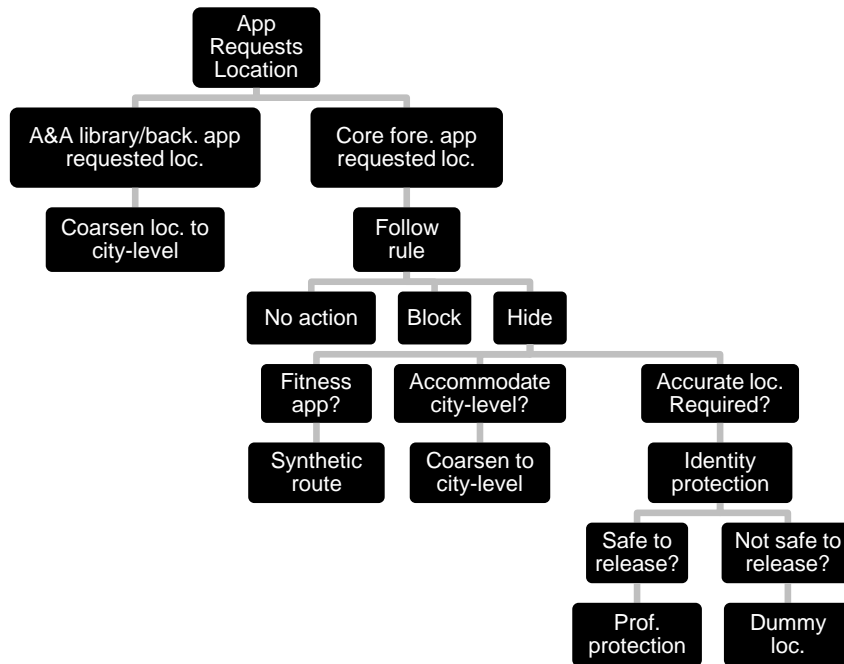 App
Requests
Location
A&A library/back. app
requested loc.
Core fore. app
requested loc.
Coarsen loc. to
city-level
Follow
rule
No action
Block
Hide
Fitness
app?
Accommodate
city-level?
Accurate loc.
Required?
Synthetic
route
Coarsen to
city-level
Identity
protection
Safe to
release?
Not safe to
release?
Prof.
protection
Dummy
loc.